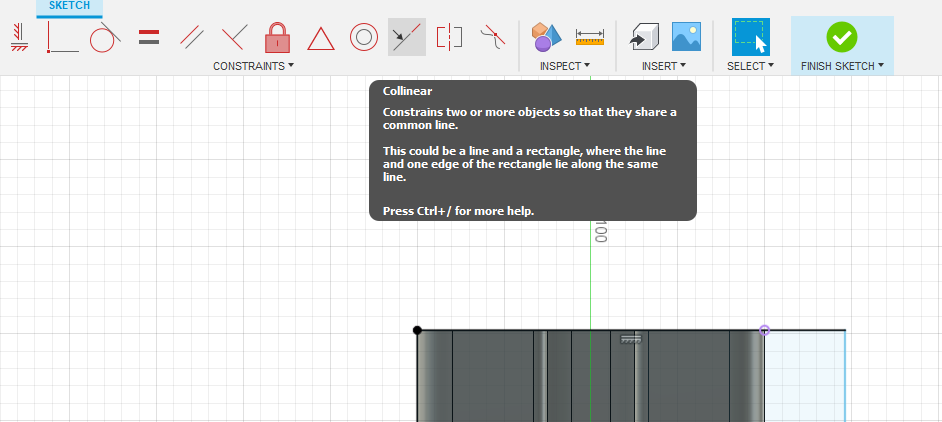 SKETCH
CONSTRAINTS
INSPECT
INSERT
SELECT
FINISH SKETCH
Collinear
Constrains two or more objects so that they share a
common line.
This could be a line and a rectangle, where the line
and one edge of the rectangle lie along the same
line.
Press Ctrl+/ for more help.
100